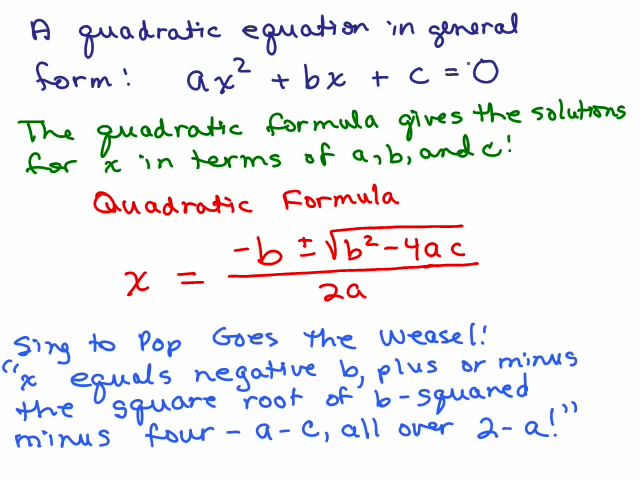 A quadratic equation in general
form: ax² + bx + c = 0
The quadratic formula gives the solutions
for x in terms of a, b, and c!
Quadratic Formula
x = (-b ± √(b² - 4ac)) / 2a
Sing to Pop Goes the Weasel!
"x equals negative b, plus or minus
the square root of b-squared
minus four-a-c, all over 2-a!"